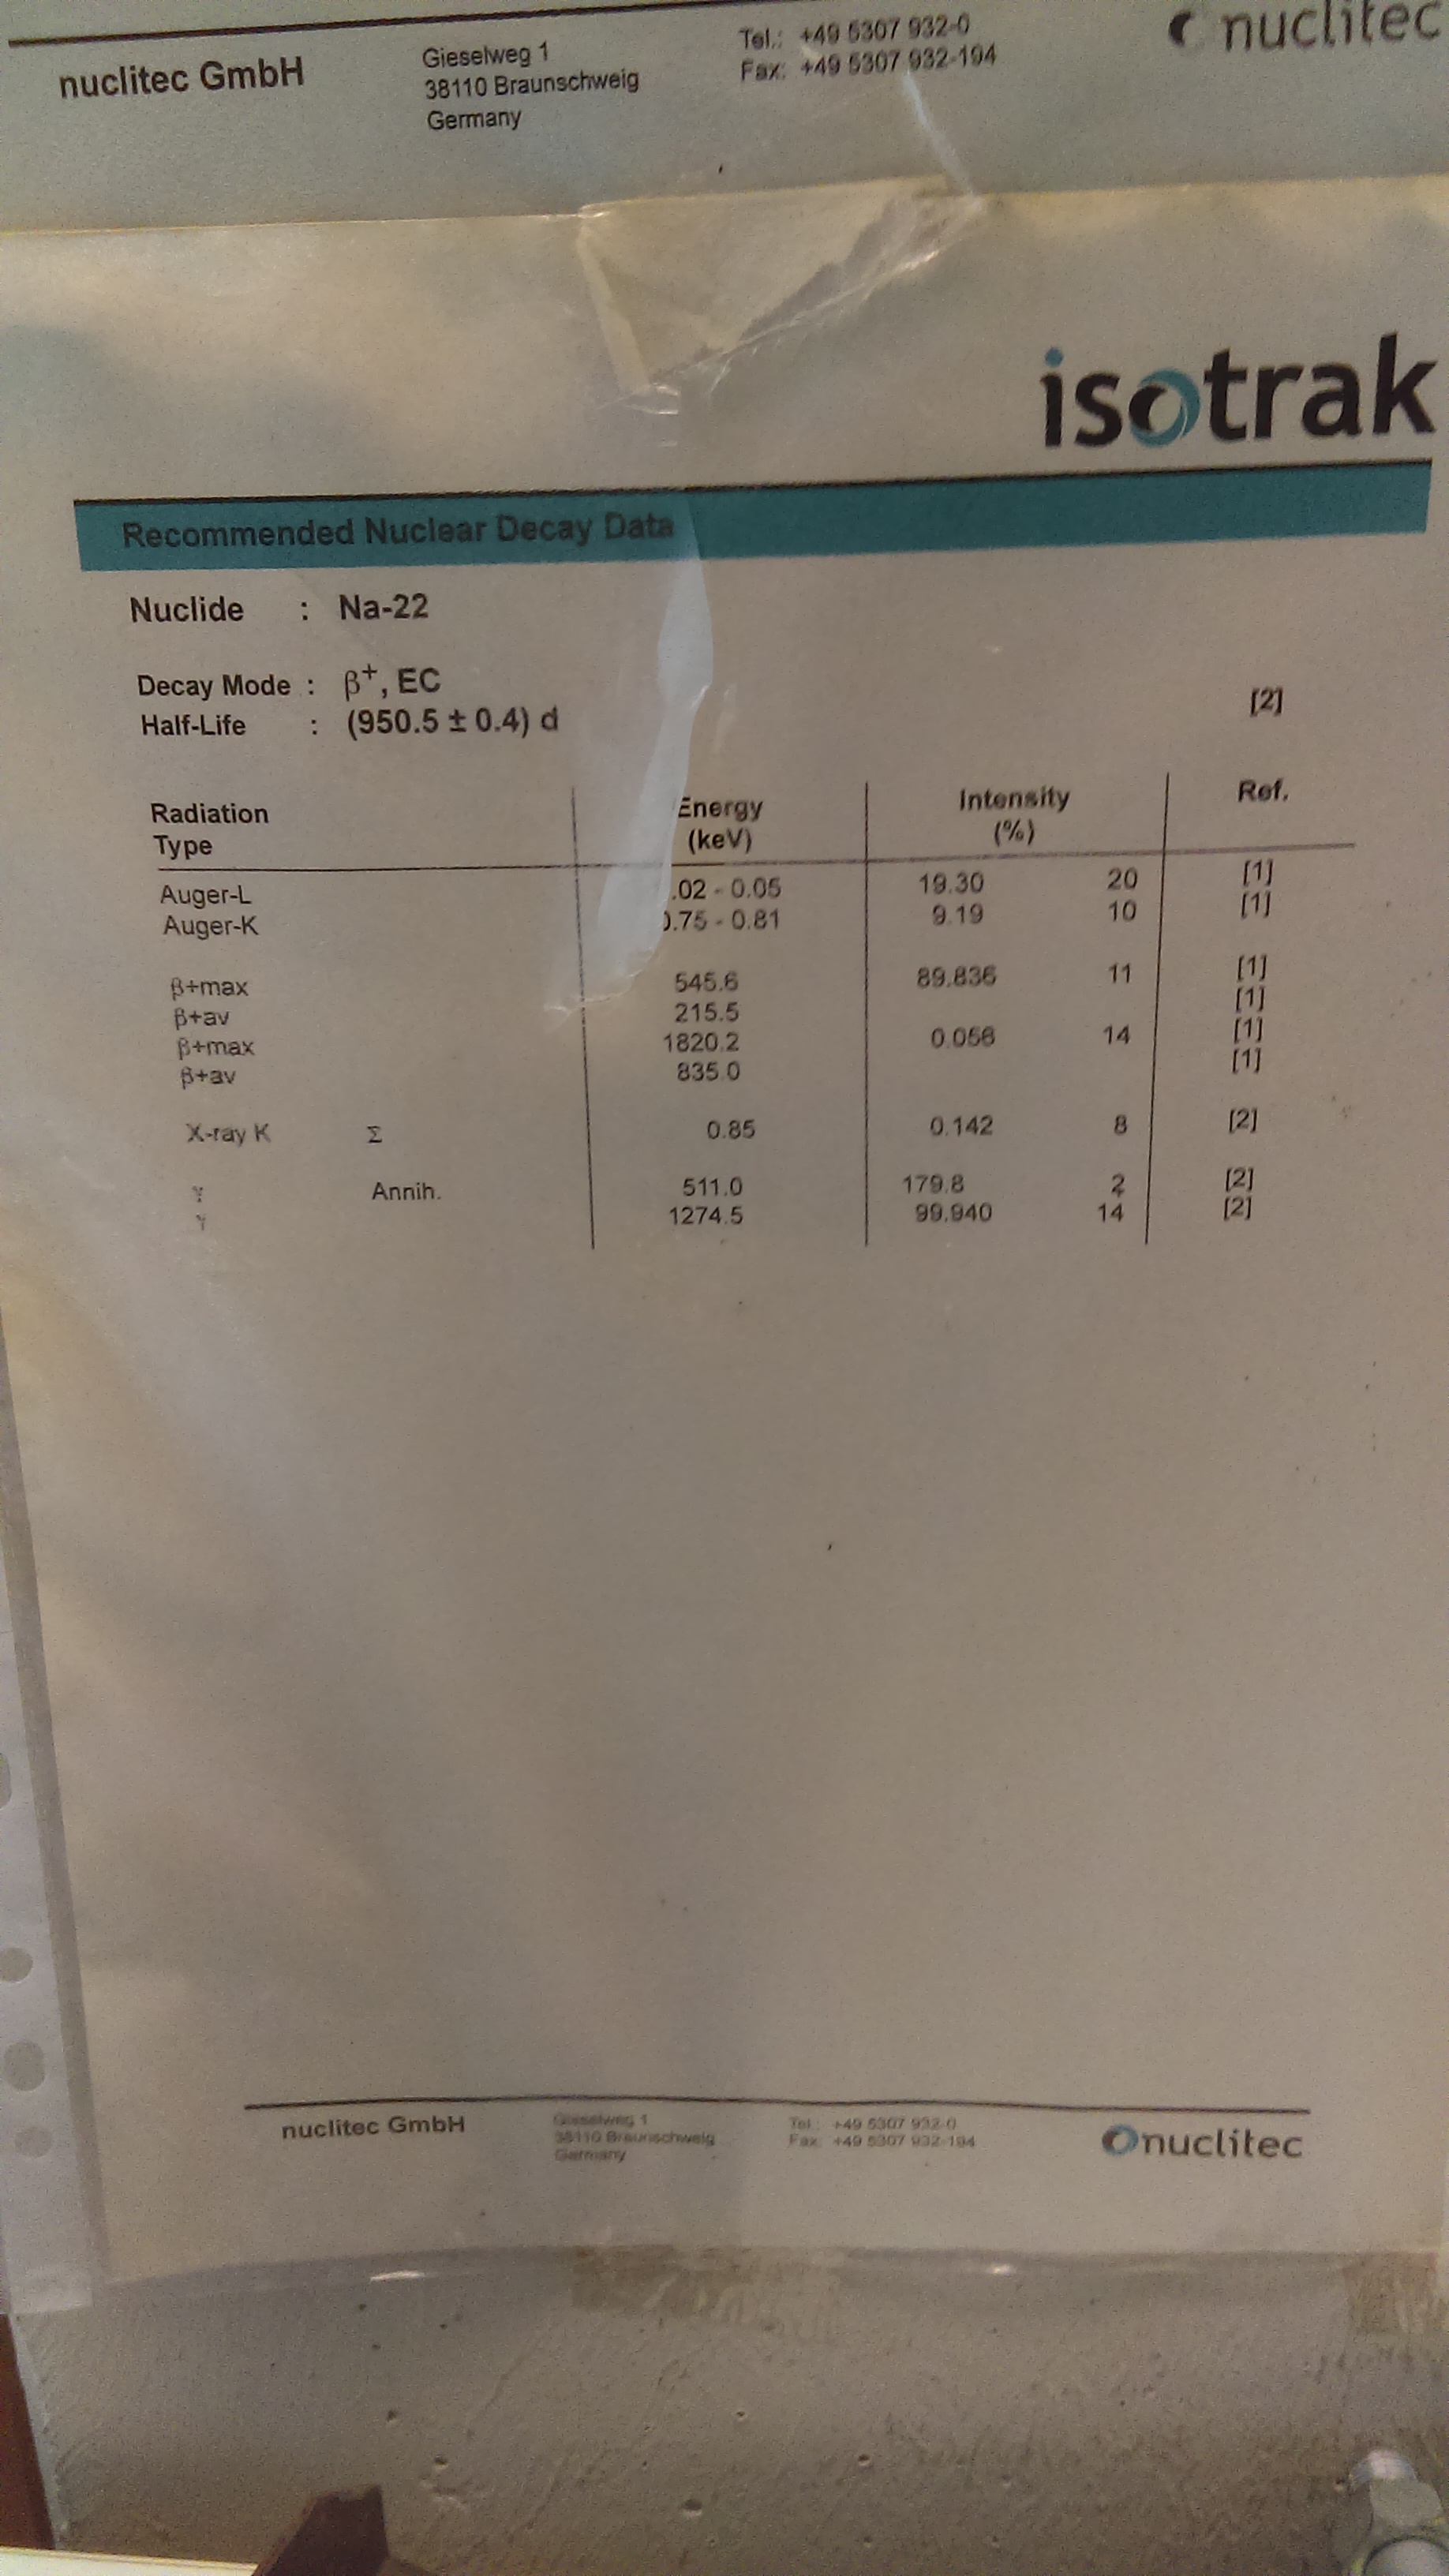 nuclitec GmbH Gieselweg 1 Tel.: +49 5307 932-0 nuclitec
38110 Braunschweig Fax: +49 5307 932-194
Germany
isotrak
Recommended Nuclear Decay Data
Nuclide : Na-22
Decay Mode : β+, EC
Half-Life : (950.5 ± 0.4) d [2]
Radiation Energy Intensity Ref.
Type (keV) (%)
Auger-L .02 - 0.05 19.30 20 [1]
Auger-K 0.75 - 0.81 9.19 10 [1]
β+max 545.6 89.836 11 [1]
β+av 215.5 [1]
β+max 1820.2 0.056 14 [1]
β+av 835.0 [1]
X-ray K Σ 0.85 0.142 8 [2]
γ Annih. 511.0 179.8 2 [2]
γ 1274.5 99.940 14 [2]
nuclitec GmbH Gieselweg 1 Tel.: +49 5307 932-0 nuclitec
38110 Braunschweig Fax: +49 5307 932-194
Germany